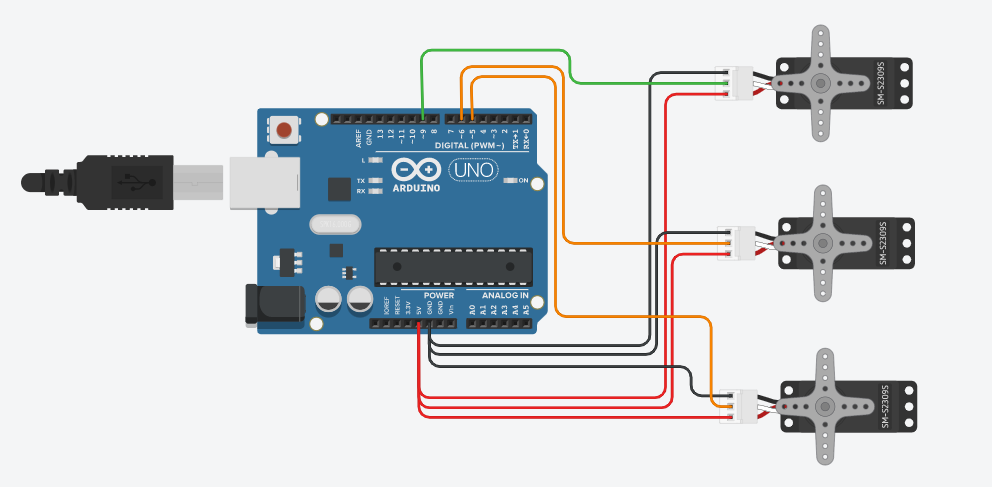 SM-S2309S
AREF
GND
13
12
~11
~10
~9
8
7
~6
~5
4
~3
2
TX→1
RX←0
DIGITAL (PWM~)
L
TX
RX
ARDUINO
UNO
ON
SM-S2309S
POWER
ANALOG IN
IOREF
RESET
3.3V
5V
GND
GND
Vin
A0
A1
A2
A3
A4
A5
SM-S2309S